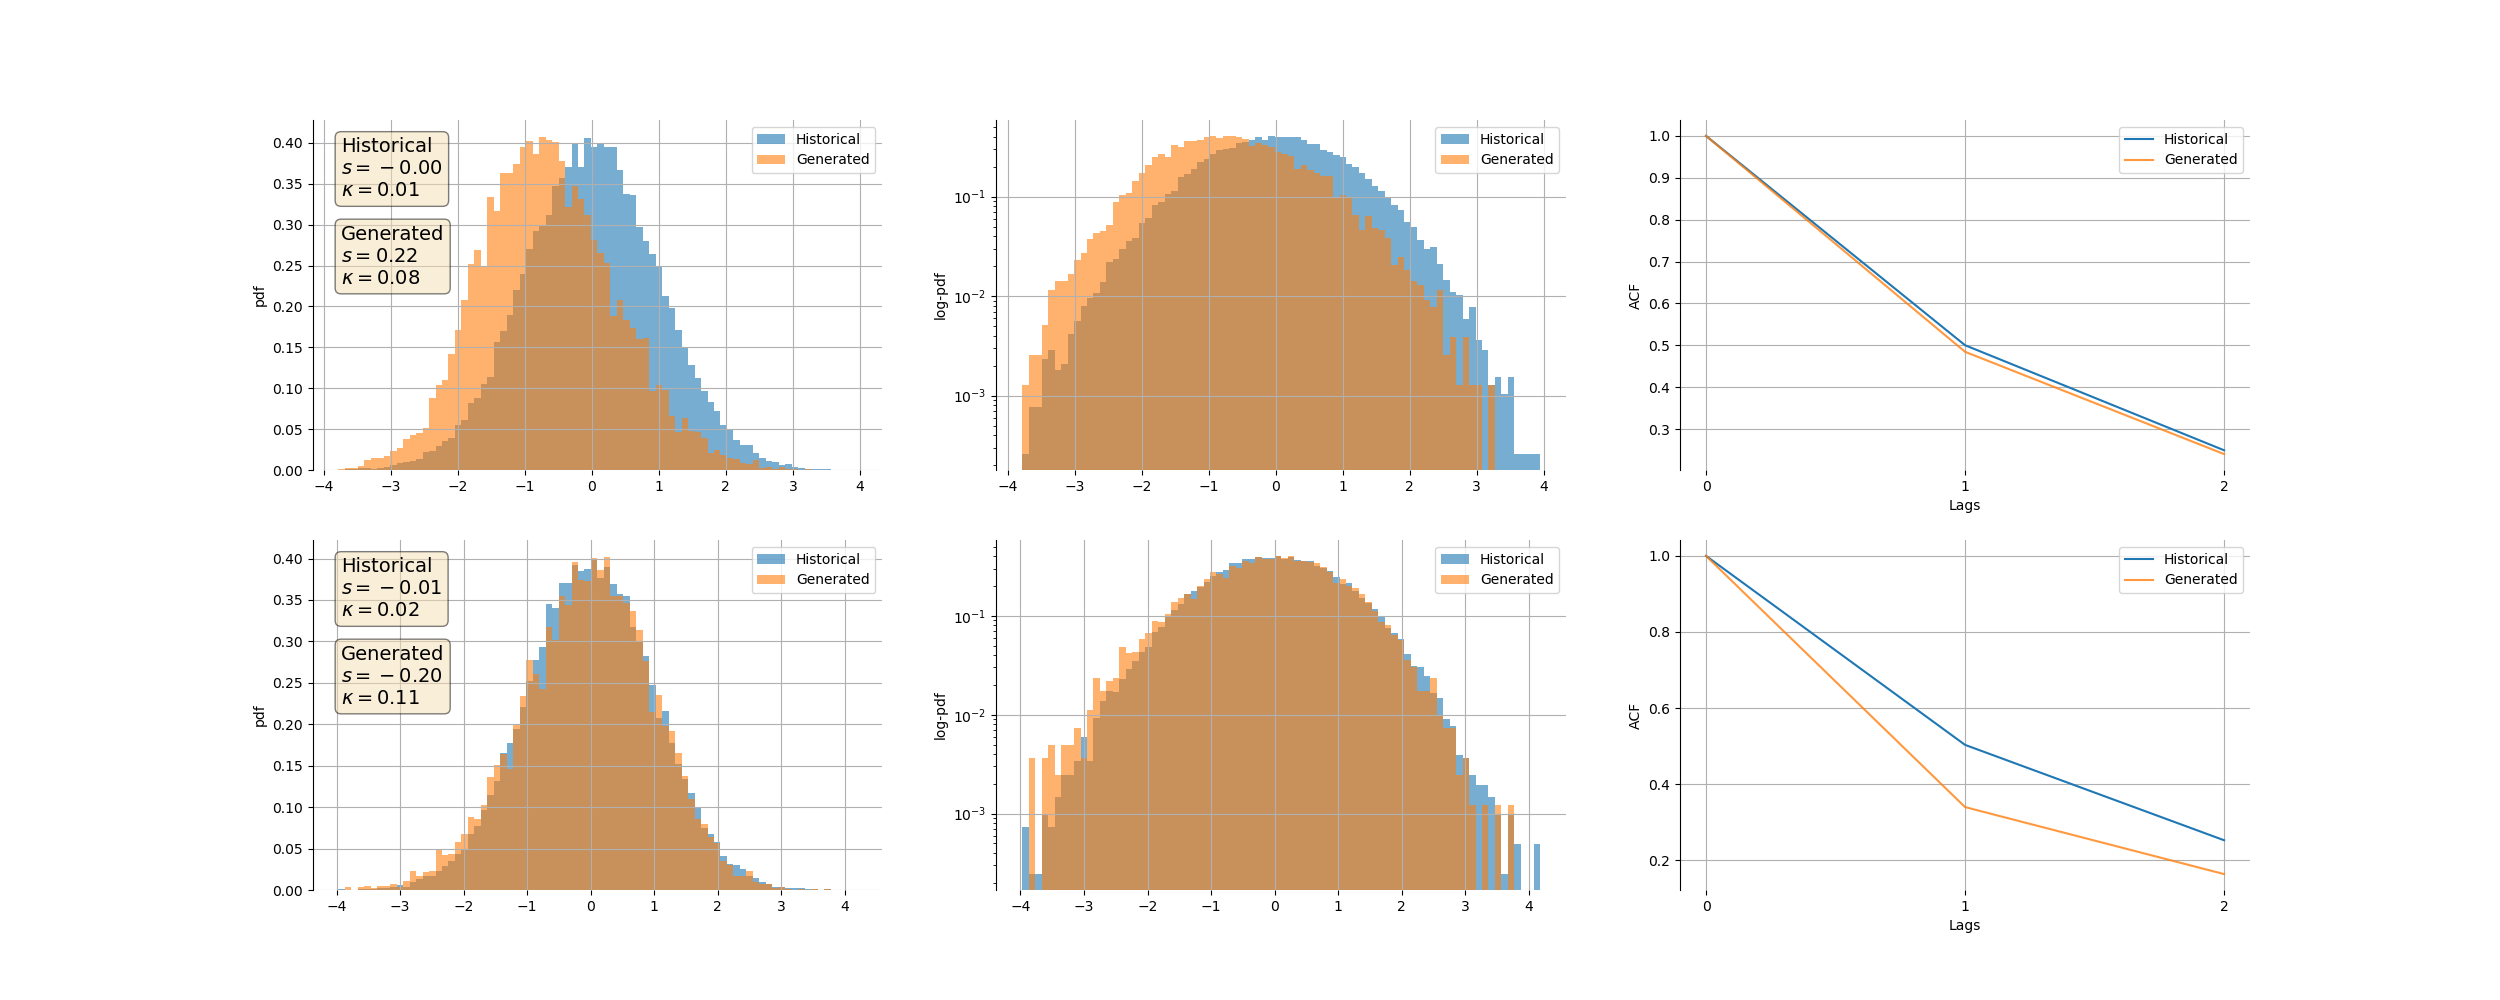 Historical
s = −0.00
κ = 0.01
Generated
s = 0.22
κ = 0.08
Historical
Generated
pdf
0.40
0.35
0.30
0.25
0.20
0.15
0.10
0.05
0.00
−4 −3 −2 −1 0 1 2 3 4
Historical
Generated
log-pdf
10⁻¹
10⁻²
10⁻³
−4 −3 −2 −1 0 1 2 3 4
Historical
Generated
ACF
1.0
0.9
0.8
0.7
0.6
0.5
0.4
0.3
0 1 2
Lags
Historical
s = −0.01
κ = 0.02
Generated
s = −0.20
κ = 0.11
Historical
Generated
pdf
0.40
0.35
0.30
0.25
0.20
0.15
0.10
0.05
0.00
−4 −3 −2 −1 0 1 2 3 4
Historical
Generated
log-pdf
10⁻¹
10⁻²
10⁻³
−4 −3 −2 −1 0 1 2 3 4
Historical
Generated
ACF
1.0
0.8
0.6
0.4
0.2
0 1 2
Lags